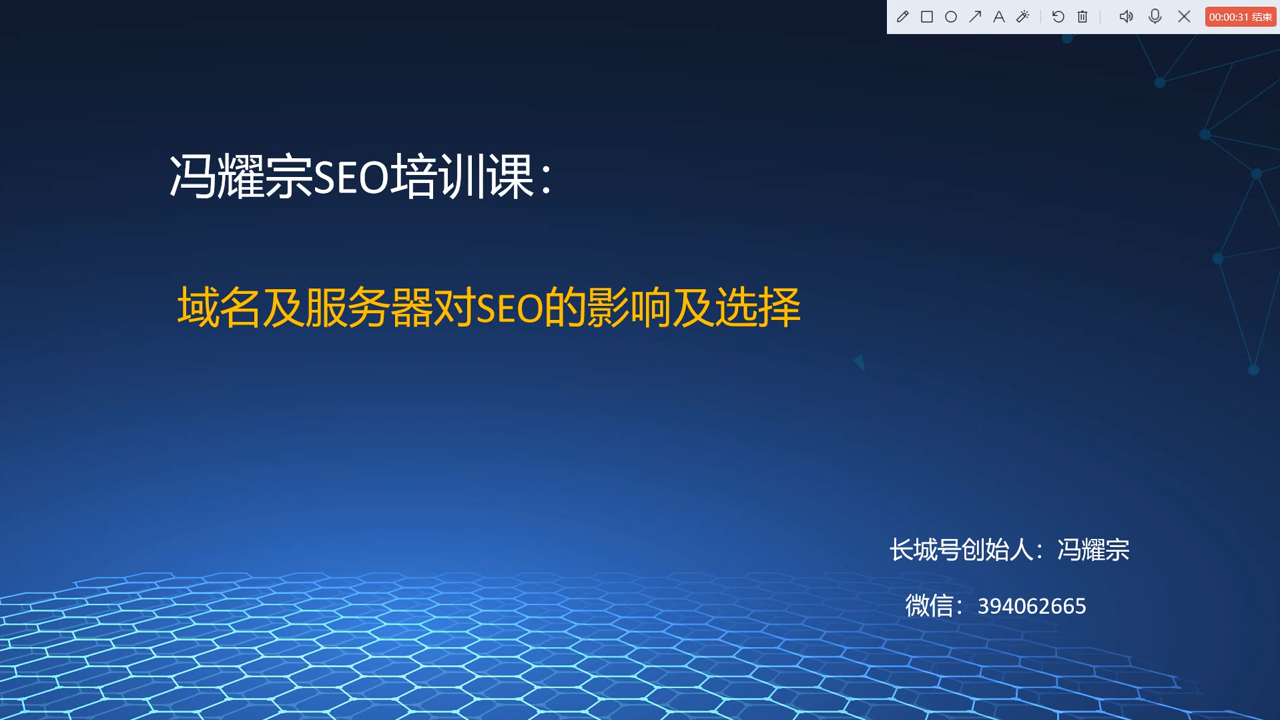 00:00:31 结束
冯耀宗SEO培训课：
域名及服务器对SEO的影响及选择
长城号创始人：冯耀宗
微信：394062665